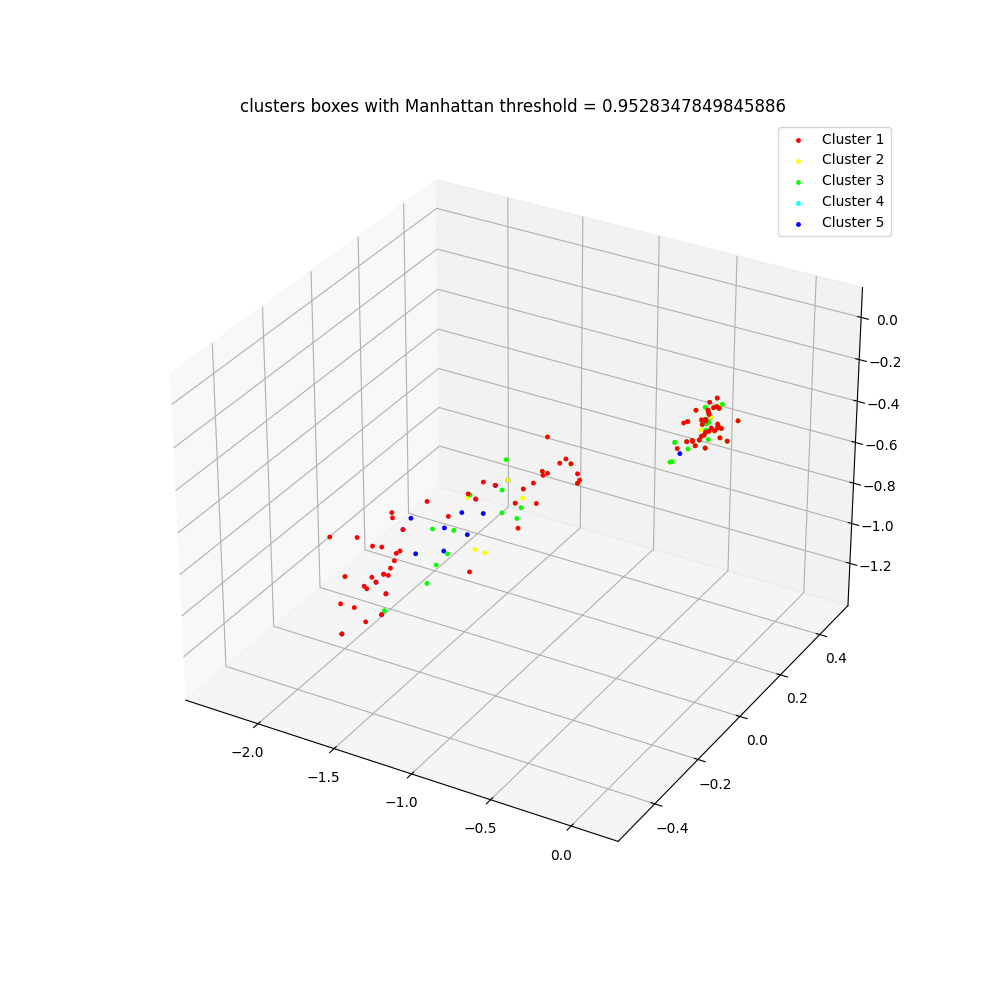 clusters boxes with Manhattan threshold = 0.9528347849845886
Cluster 1
Cluster 2
Cluster 3
Cluster 4
Cluster 5
0.0
−0.2
−0.4
−0.6
−0.8
−1.0
−1.2
0.4
0.2
0.0
−0.2
−0.4
−2.0
−1.5
−1.0
−0.5
0.0